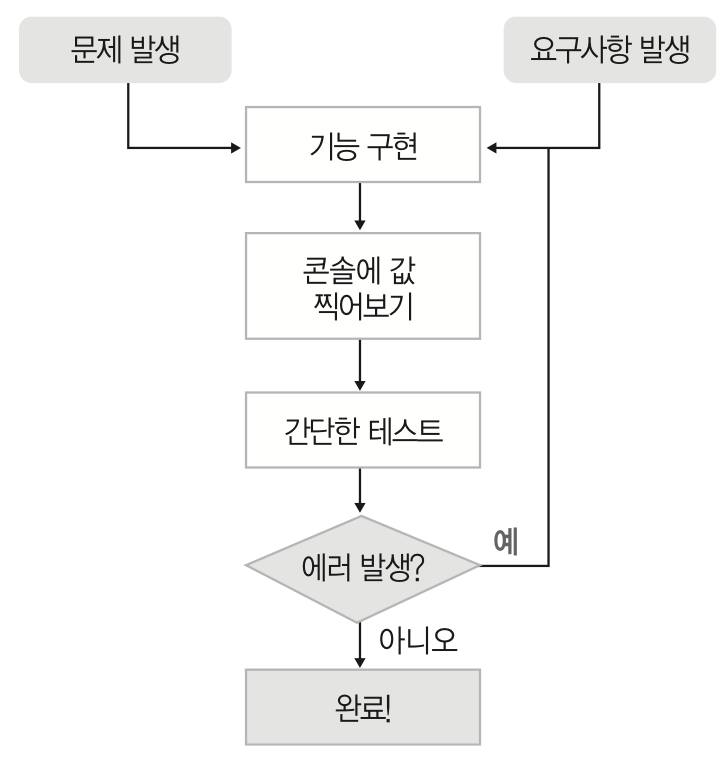 문제 발생
요구사항 발생
기능 구현
콘솔에 값
찍어보기
간단한 테스트
에러 발생?
예
아니오
완료!